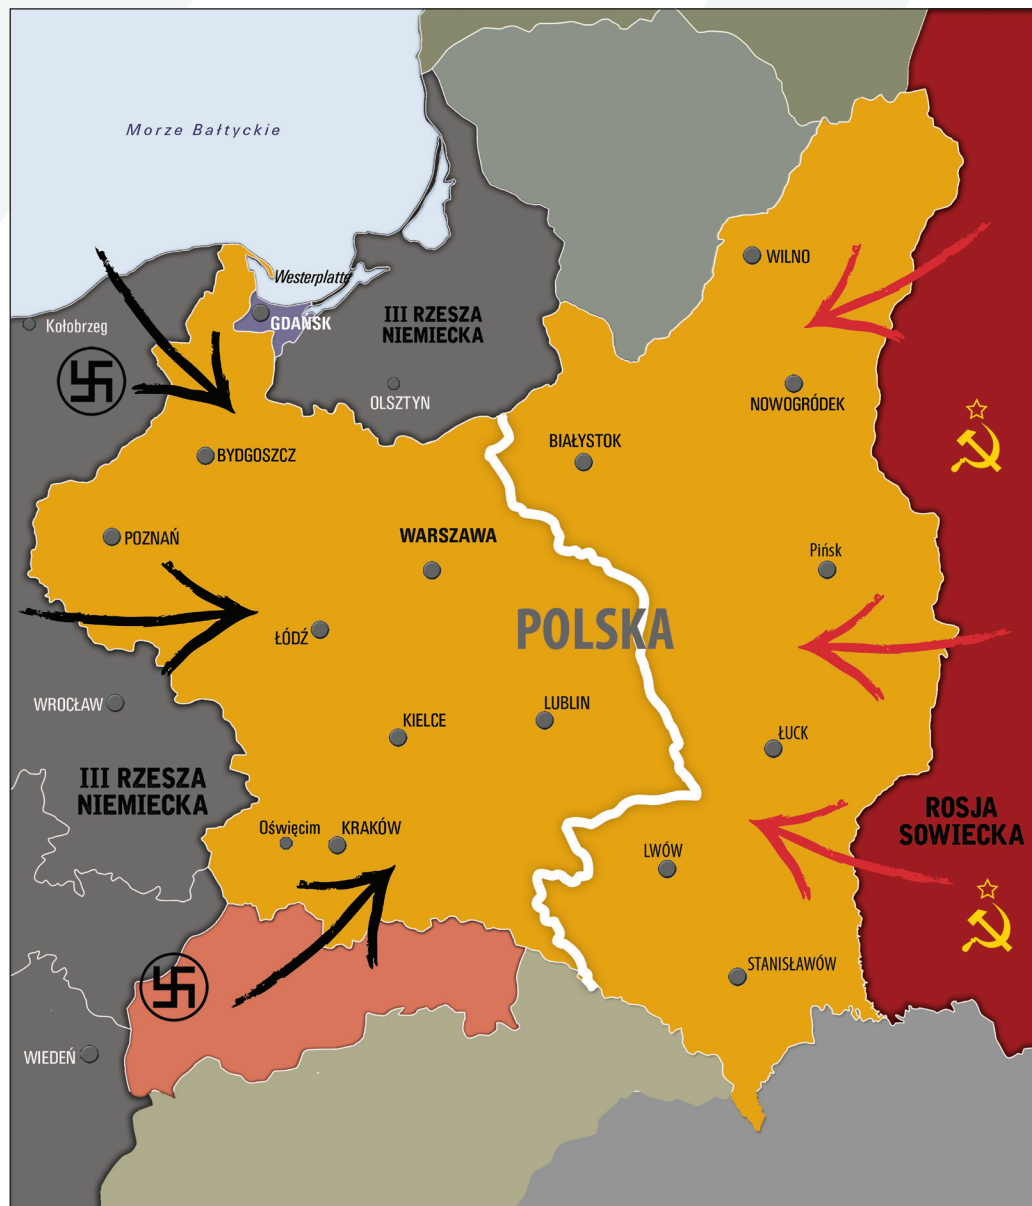 Morze Bałtyckie
WILNO
Westerplatte
Kołobrzeg
GDAŃSK
III RZESZA
NIEMIECKA
OLSZTYN
NOWOGRÓDEK
BYDGOSZCZ
BIAŁYSTOK
POZNAŃ
WARSZAWA
Pińsk
POLSKA
ŁÓDŹ
WROCŁAW
KIELCE
LUBLIN
ŁUCK
III RZESZA
NIEMIECKA
ROSJA
SOWIECKA
Oświęcim
KRAKÓW
LWÓW
STANISŁAWÓW
WIEDEŃ